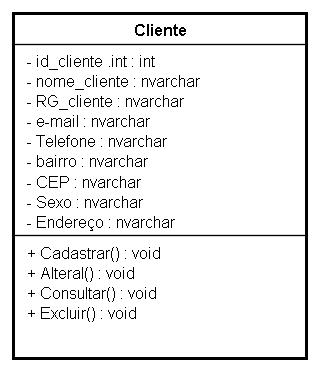 Cliente
- id_cliente .int : int
- nome_cliente : nvarchar
- RG_cliente : nvarchar
- e-mail : nvarchar
- Telefone : nvarchar
- bairro : nvarchar
- CEP : nvarchar
- Sexo : nvarchar
- Endereço : nvarchar
+ Cadastrar() : void
+ Alteral() : void
+ Consultar() : void
+ Excluir() : void